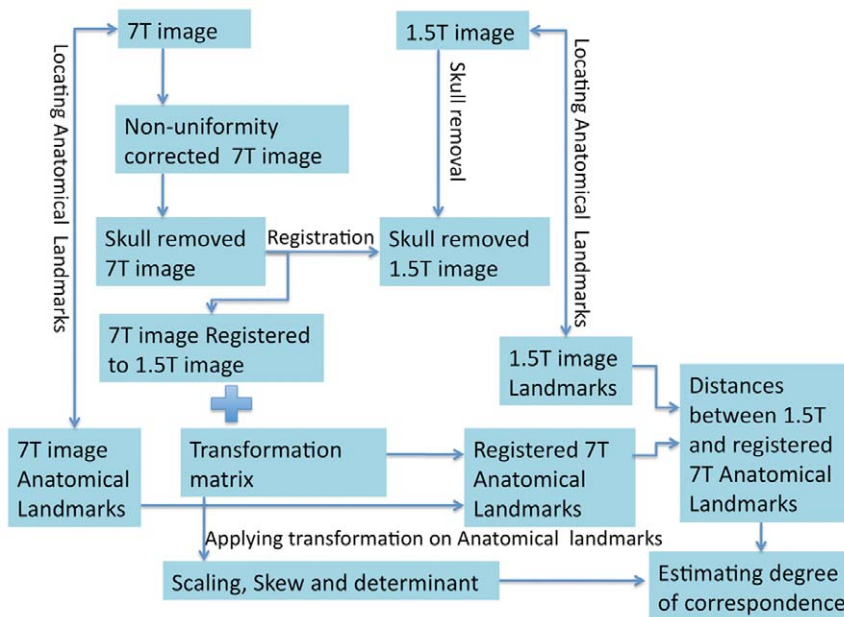 7T image
1.5T image
Locating Anatomical Landmarks
Skull removal
Locating Anatomical Landmarks
Non-uniformity
corrected 7T image
Skull removed
7T image
Registration
Skull removed
1.5T image
7T image Registered
to 1.5T image
1.5T image
Landmarks
Distances
between 1.5T
and registered
7T Anatomical
Landmarks
7T image
Anatomical
Landmarks
Transformation
matrix
Registered 7T
Anatomical
Landmarks
Applying transformation on Anatomical landmarks
Scaling, Skew and determinant
Estimating degree
of correspondence